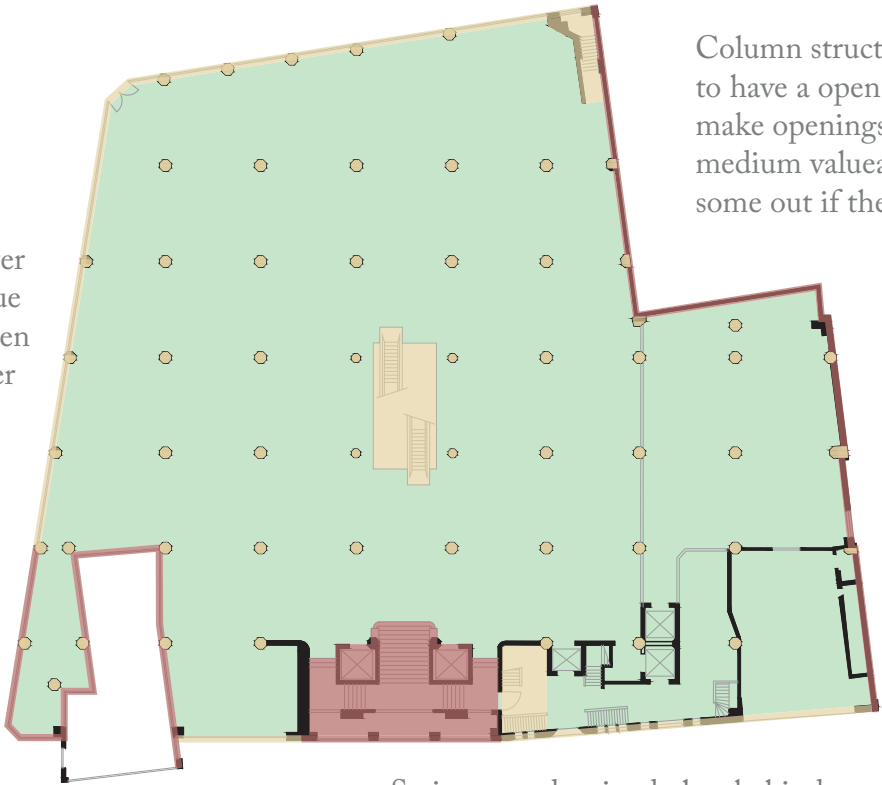 Column struct
to have a open
make openings
medium valuea
some out if the
er
ue
en
er